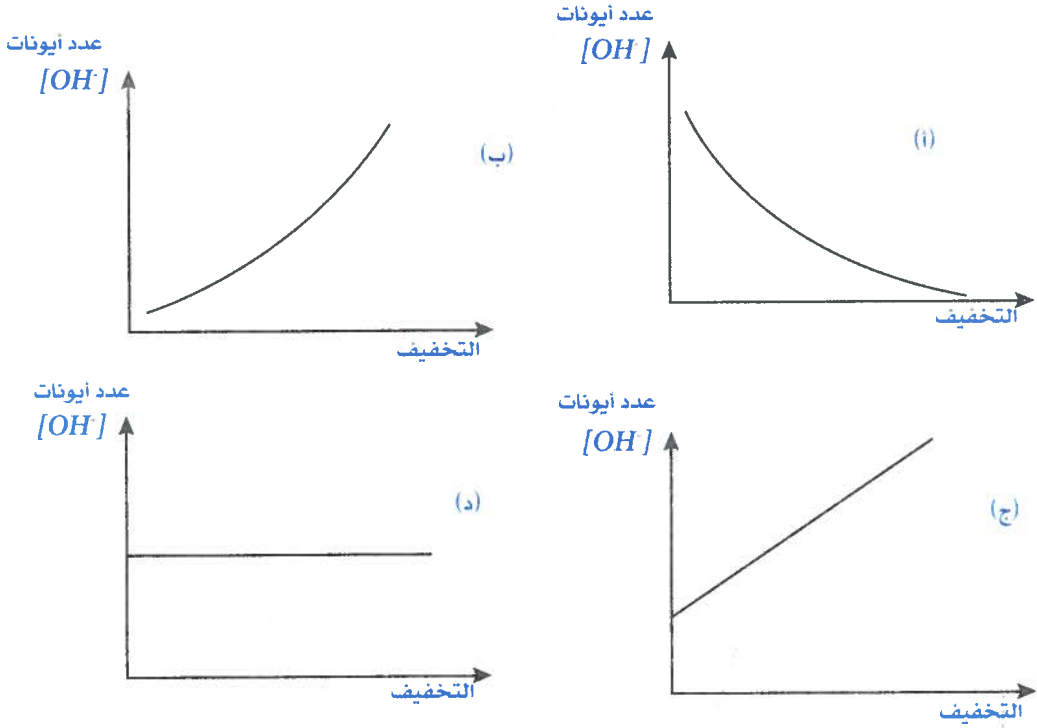 عدد أيونات
[OH-]
(أ)
التخفيف
عدد أيونات
[OH-]
(ب)
التخفيف
عدد أيونات
[OH-]
(ج)
التخفيف
عدد أيونات
[OH-]
(د)
التخفيف